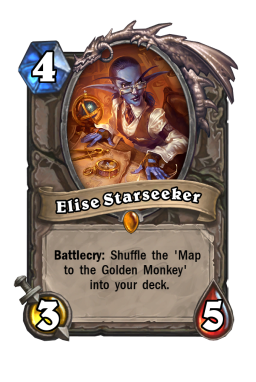 4
Elise Starseeker
Battlecry: Shuffle the 'Map
to the Golden Monkey'
into your deck.
3
5